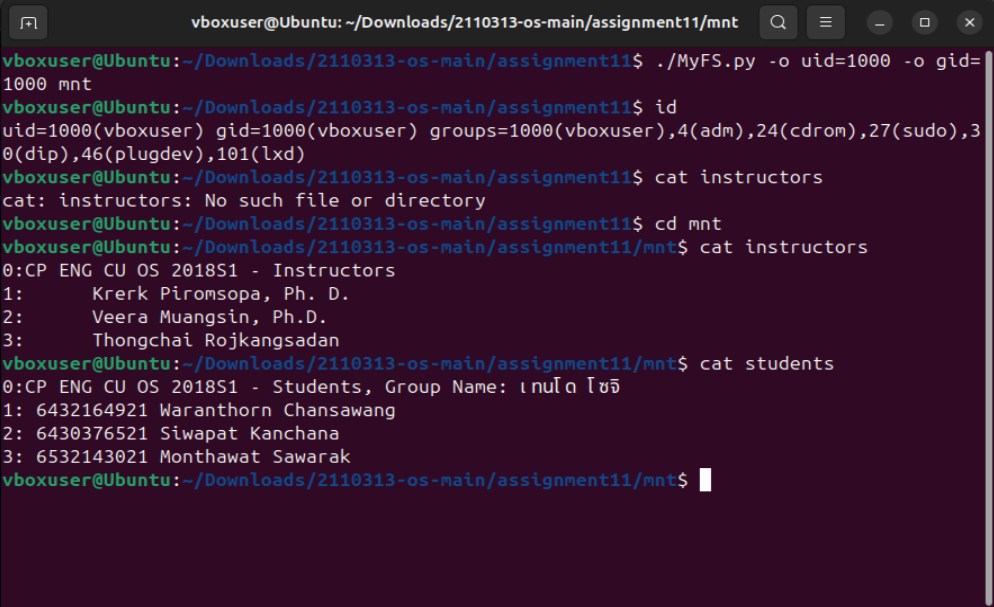 vboxuser@Ubuntu: ~/Downloads/2110313-os-main/assignment11/mnt
vboxuser@Ubuntu:~/Downloads/2110313-os-main/assignment11$ ./MyFS.py -o uid=1000 -o gid=
1000 mnt
vboxuser@Ubuntu:~/Downloads/2110313-os-main/assignment11$ id
uid=1000(vboxuser) gid=1000(vboxuser) groups=1000(vboxuser),4(adm),24(cdrom),27(sudo),3
0(dip),46(plugdev),101(lxd)
vboxuser@Ubuntu:~/Downloads/2110313-os-main/assignment11$ cat instructors
cat: instructors: No such file or directory
vboxuser@Ubuntu:~/Downloads/2110313-os-main/assignment11$ cd mnt
vboxuser@Ubuntu:~/Downloads/2110313-os-main/assignment11/mnt$ cat instructors
0:CP ENG CU OS 2018S1 - Instructors
1:      Krerk Piromsopa, Ph. D.
2:      Veera Muangsin, Ph.D.
3:      Thongchai Rojkangsadan
vboxuser@Ubuntu:~/Downloads/2110313-os-main/assignment11/mnt$ cat students
0:CP ENG CU OS 2018S1 - Students, Group Name: เทนโด โซจิ
1: 6432164921 Waranthorn Chansawang
2: 6430376521 Siwapat Kanchana
3: 6532143021 Monthawat Sawarak
vboxuser@Ubuntu:~/Downloads/2110313-os-main/assignment11/mnt$